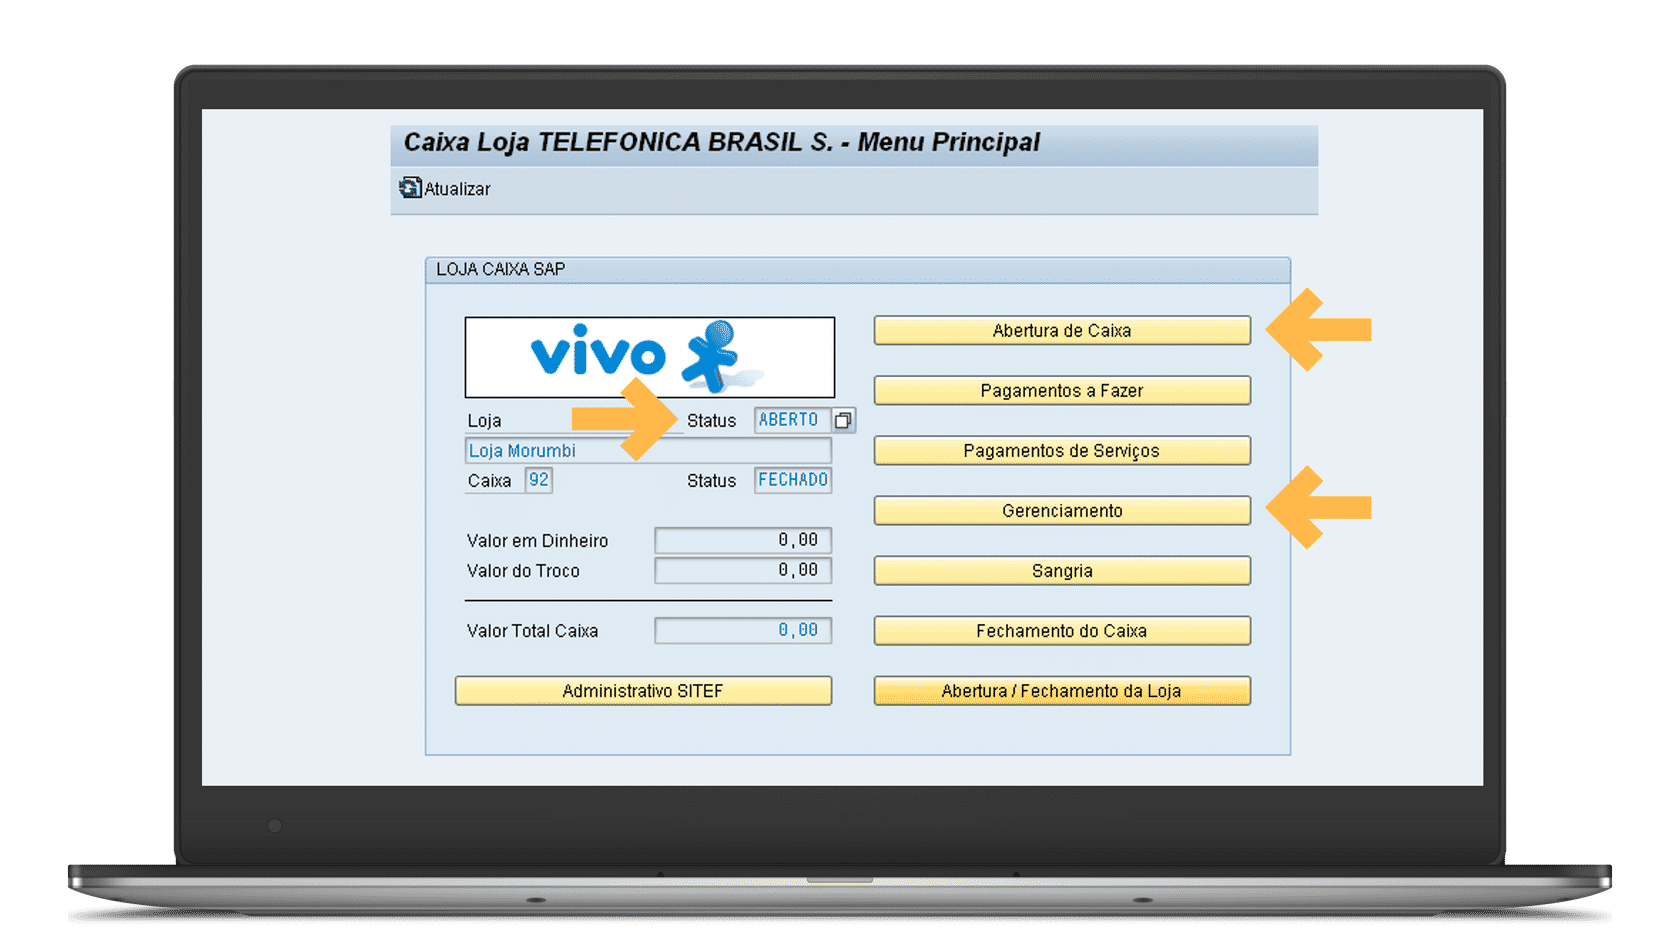 Caixa Loja TELEFONICA BRASIL S. - Menu Principal
Atualizar
LOJA CAIXA SAP
vivo
Loja Status ABERTO
Loja Morumbi
Caixa 92 Status FECHADO
Valor em Dinheiro 0,00
Valor do Troco 0,00
Valor Total Caixa 0,00
Administrativo SITEF
Abertura de Caixa
Pagamentos a Fazer
Pagamentos de Serviços
Gerenciamento
Sangria
Fechamento do Caixa
Abertura / Fechamento da Loja